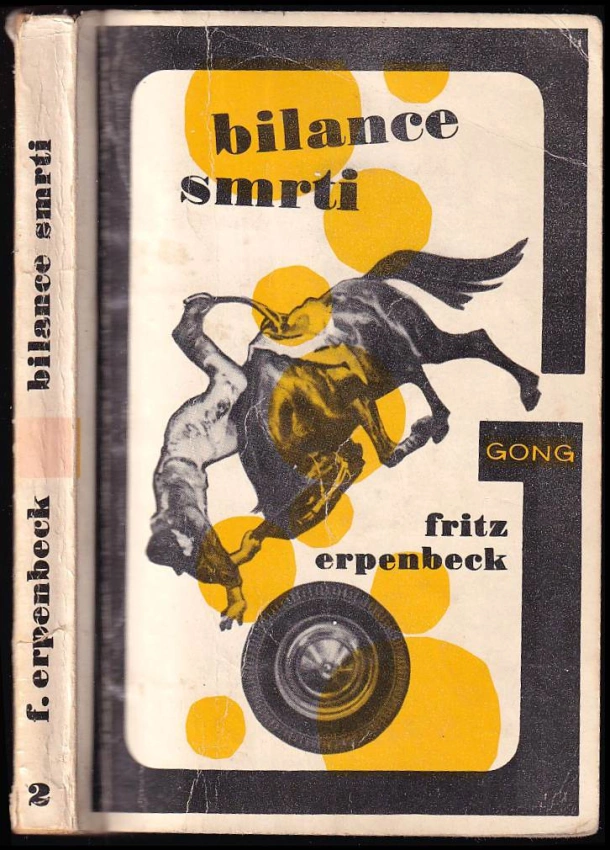 bilance
smrti
GONG
fritz
erpenbeck
2 f. erpenbeck bilance smrti